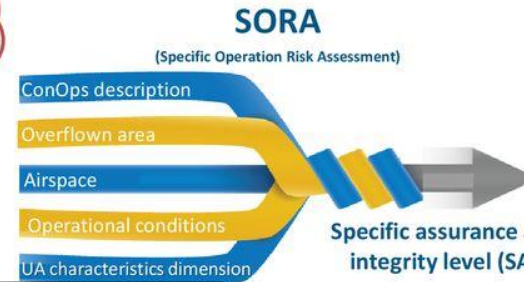 SORA
(Specific Operation Risk Assessment)
ConOps description
Overflown area
Airspace
Operational conditions
UA characteristics dimension
Specific assurance
integrity level (SA